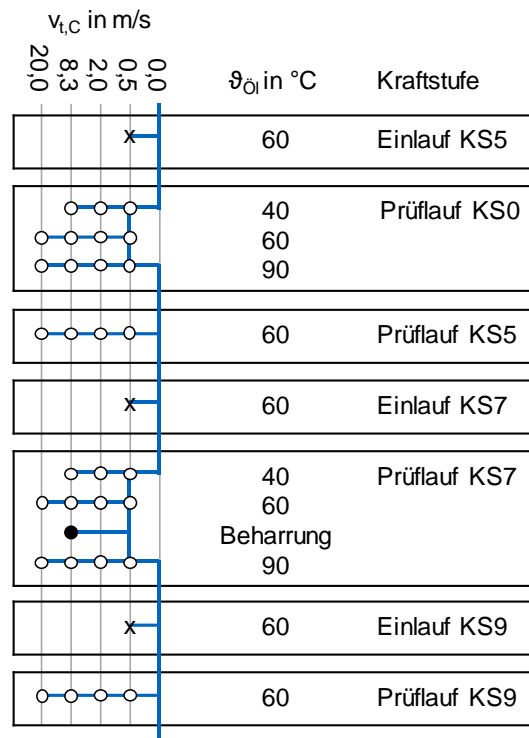 v_t,C in m/s
20,0 8,3 2,0 0,5 0,0
ϑ_Öl in °C Kraftstufe
x 60 Einlauf KS5
40 Prüflauf KS0
60
90
60 Prüflauf KS5
x 60 Einlauf KS7
40 Prüflauf KS7
60
Beharrung
90
x 60 Einlauf KS9
60 Prüflauf KS9